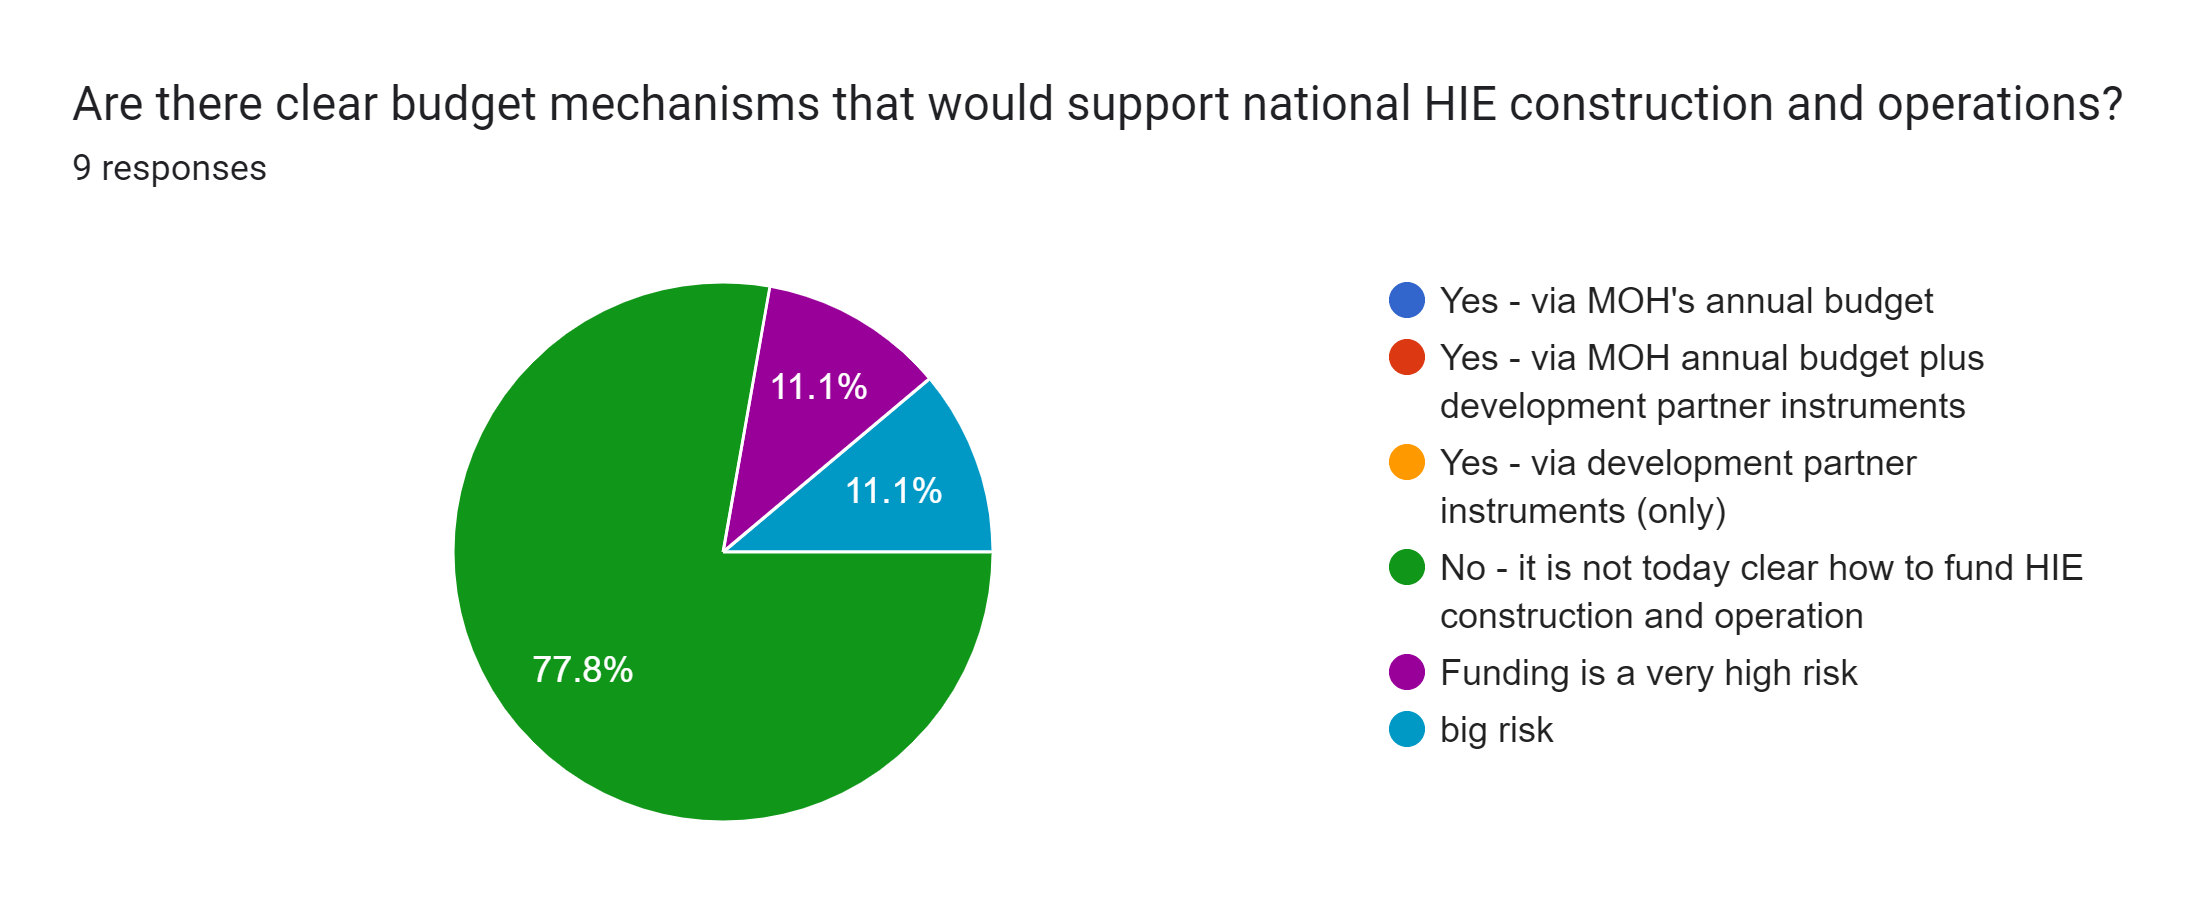 Are there clear budget mechanisms that would support national HIE construction and operations?
9 responses
11.1%
11.1%
77.8%
Yes - via MOH's annual budget
Yes - via MOH annual budget plus
development partner instruments
Yes - via development partner
instruments (only)
No - it is not today clear how to fund HIE
construction and operation
Funding is a very high risk
big risk